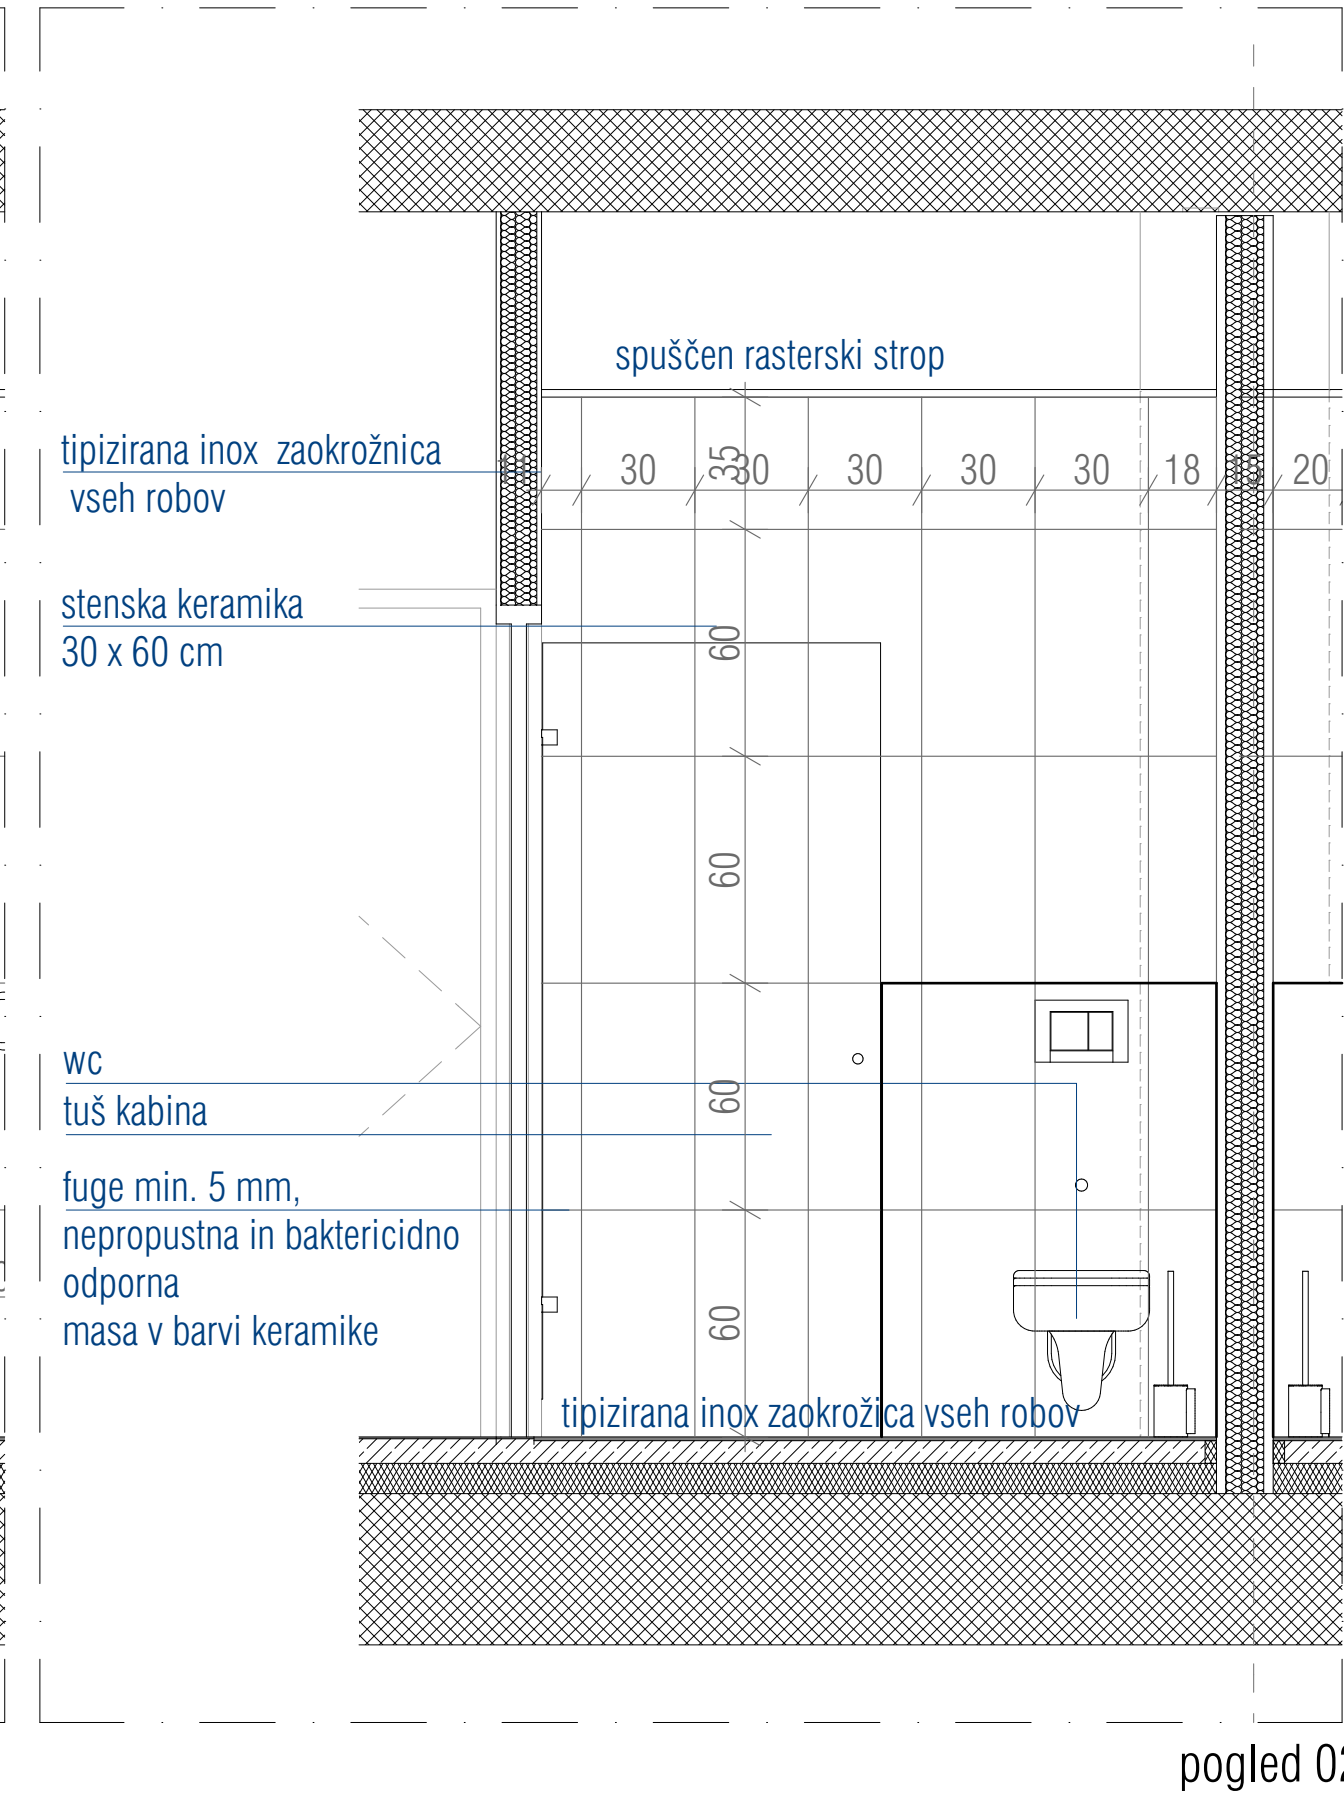 spuščen rasterski strop
tipizirana inox zaokrožnica
vseh robov
30 30 30 30 30 18 15 20
35
stenska keramika
30 x 60 cm
60
60
wc
60
tuš kabina
fuge min. 5 mm,
nepropustna in baktericidno
odporna
masa v barvi keramike
60
tipizirana inox zaokrožica vseh robov
pogled 02